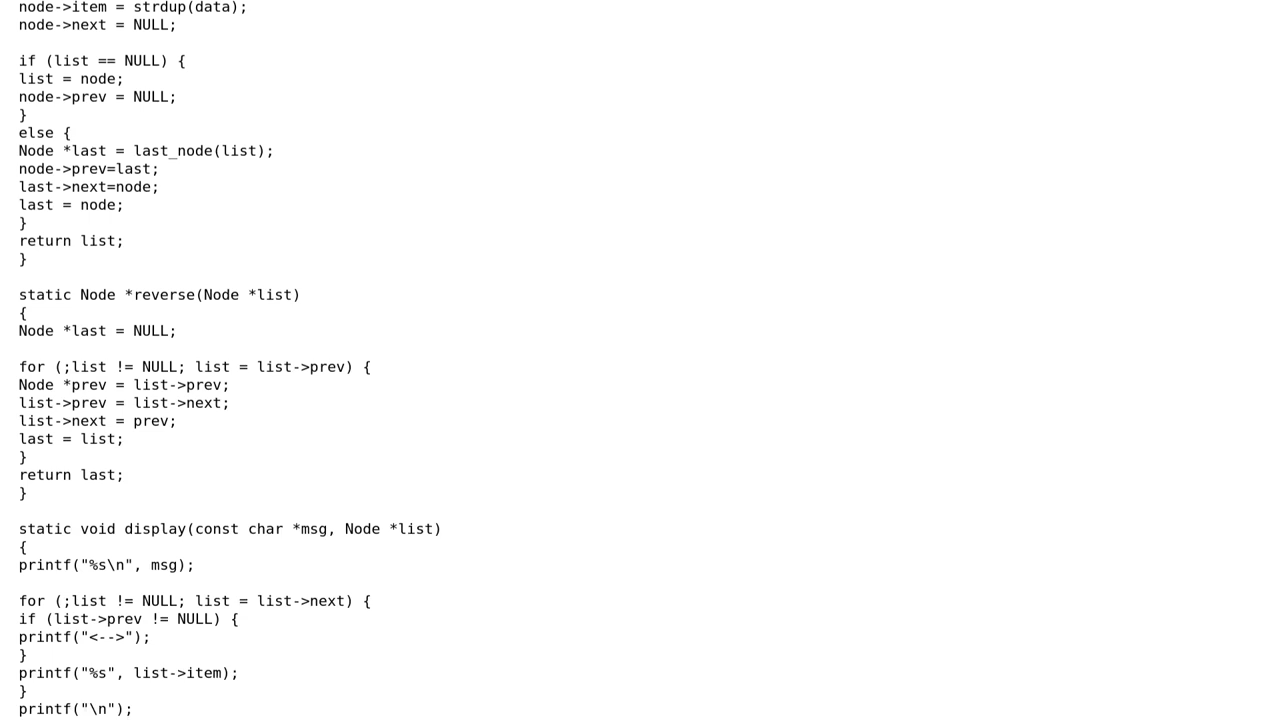 node->item = strdup(data);
node->next = NULL;

if (list == NULL) {
list = node;
node->prev = NULL;
}
else {
Node *last = last_node(list);
node->prev=last;
last->next=node;
last = node;
}
return list;
}

static Node *reverse(Node *list)
{
Node *last = NULL;

for (;list != NULL; list = list->prev) {
Node *prev = list->prev;
list->prev = list->next;
list->next = prev;
last = list;
}
return last;
}

static void display(const char *msg, Node *list)
{
printf("%s\n", msg);

for (;list != NULL; list = list->next) {
if (list->prev != NULL) {
printf("<-->");
}
printf("%s", list->item);
}
printf("\n");